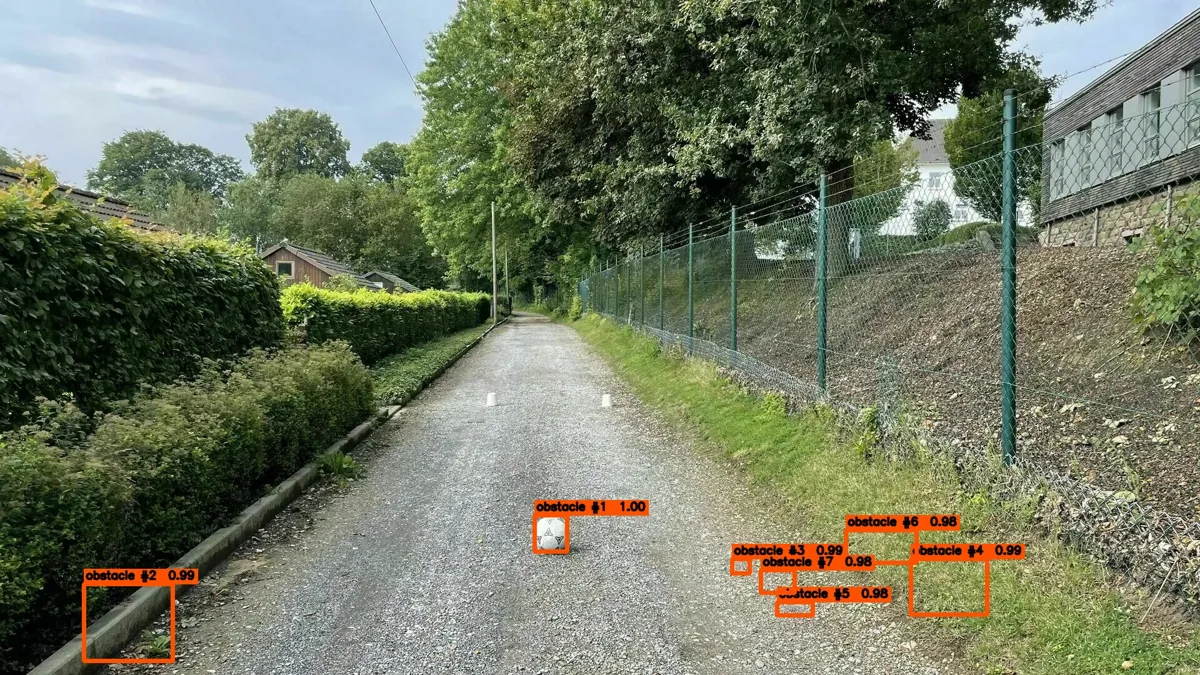 obstacle #1 1.00
obstacle #6 0.98
obstacle #3 0.99
obstacle #4 0.99
obstacle #7 0.98
obstacle #2 0.99
obstacle #5 0.98